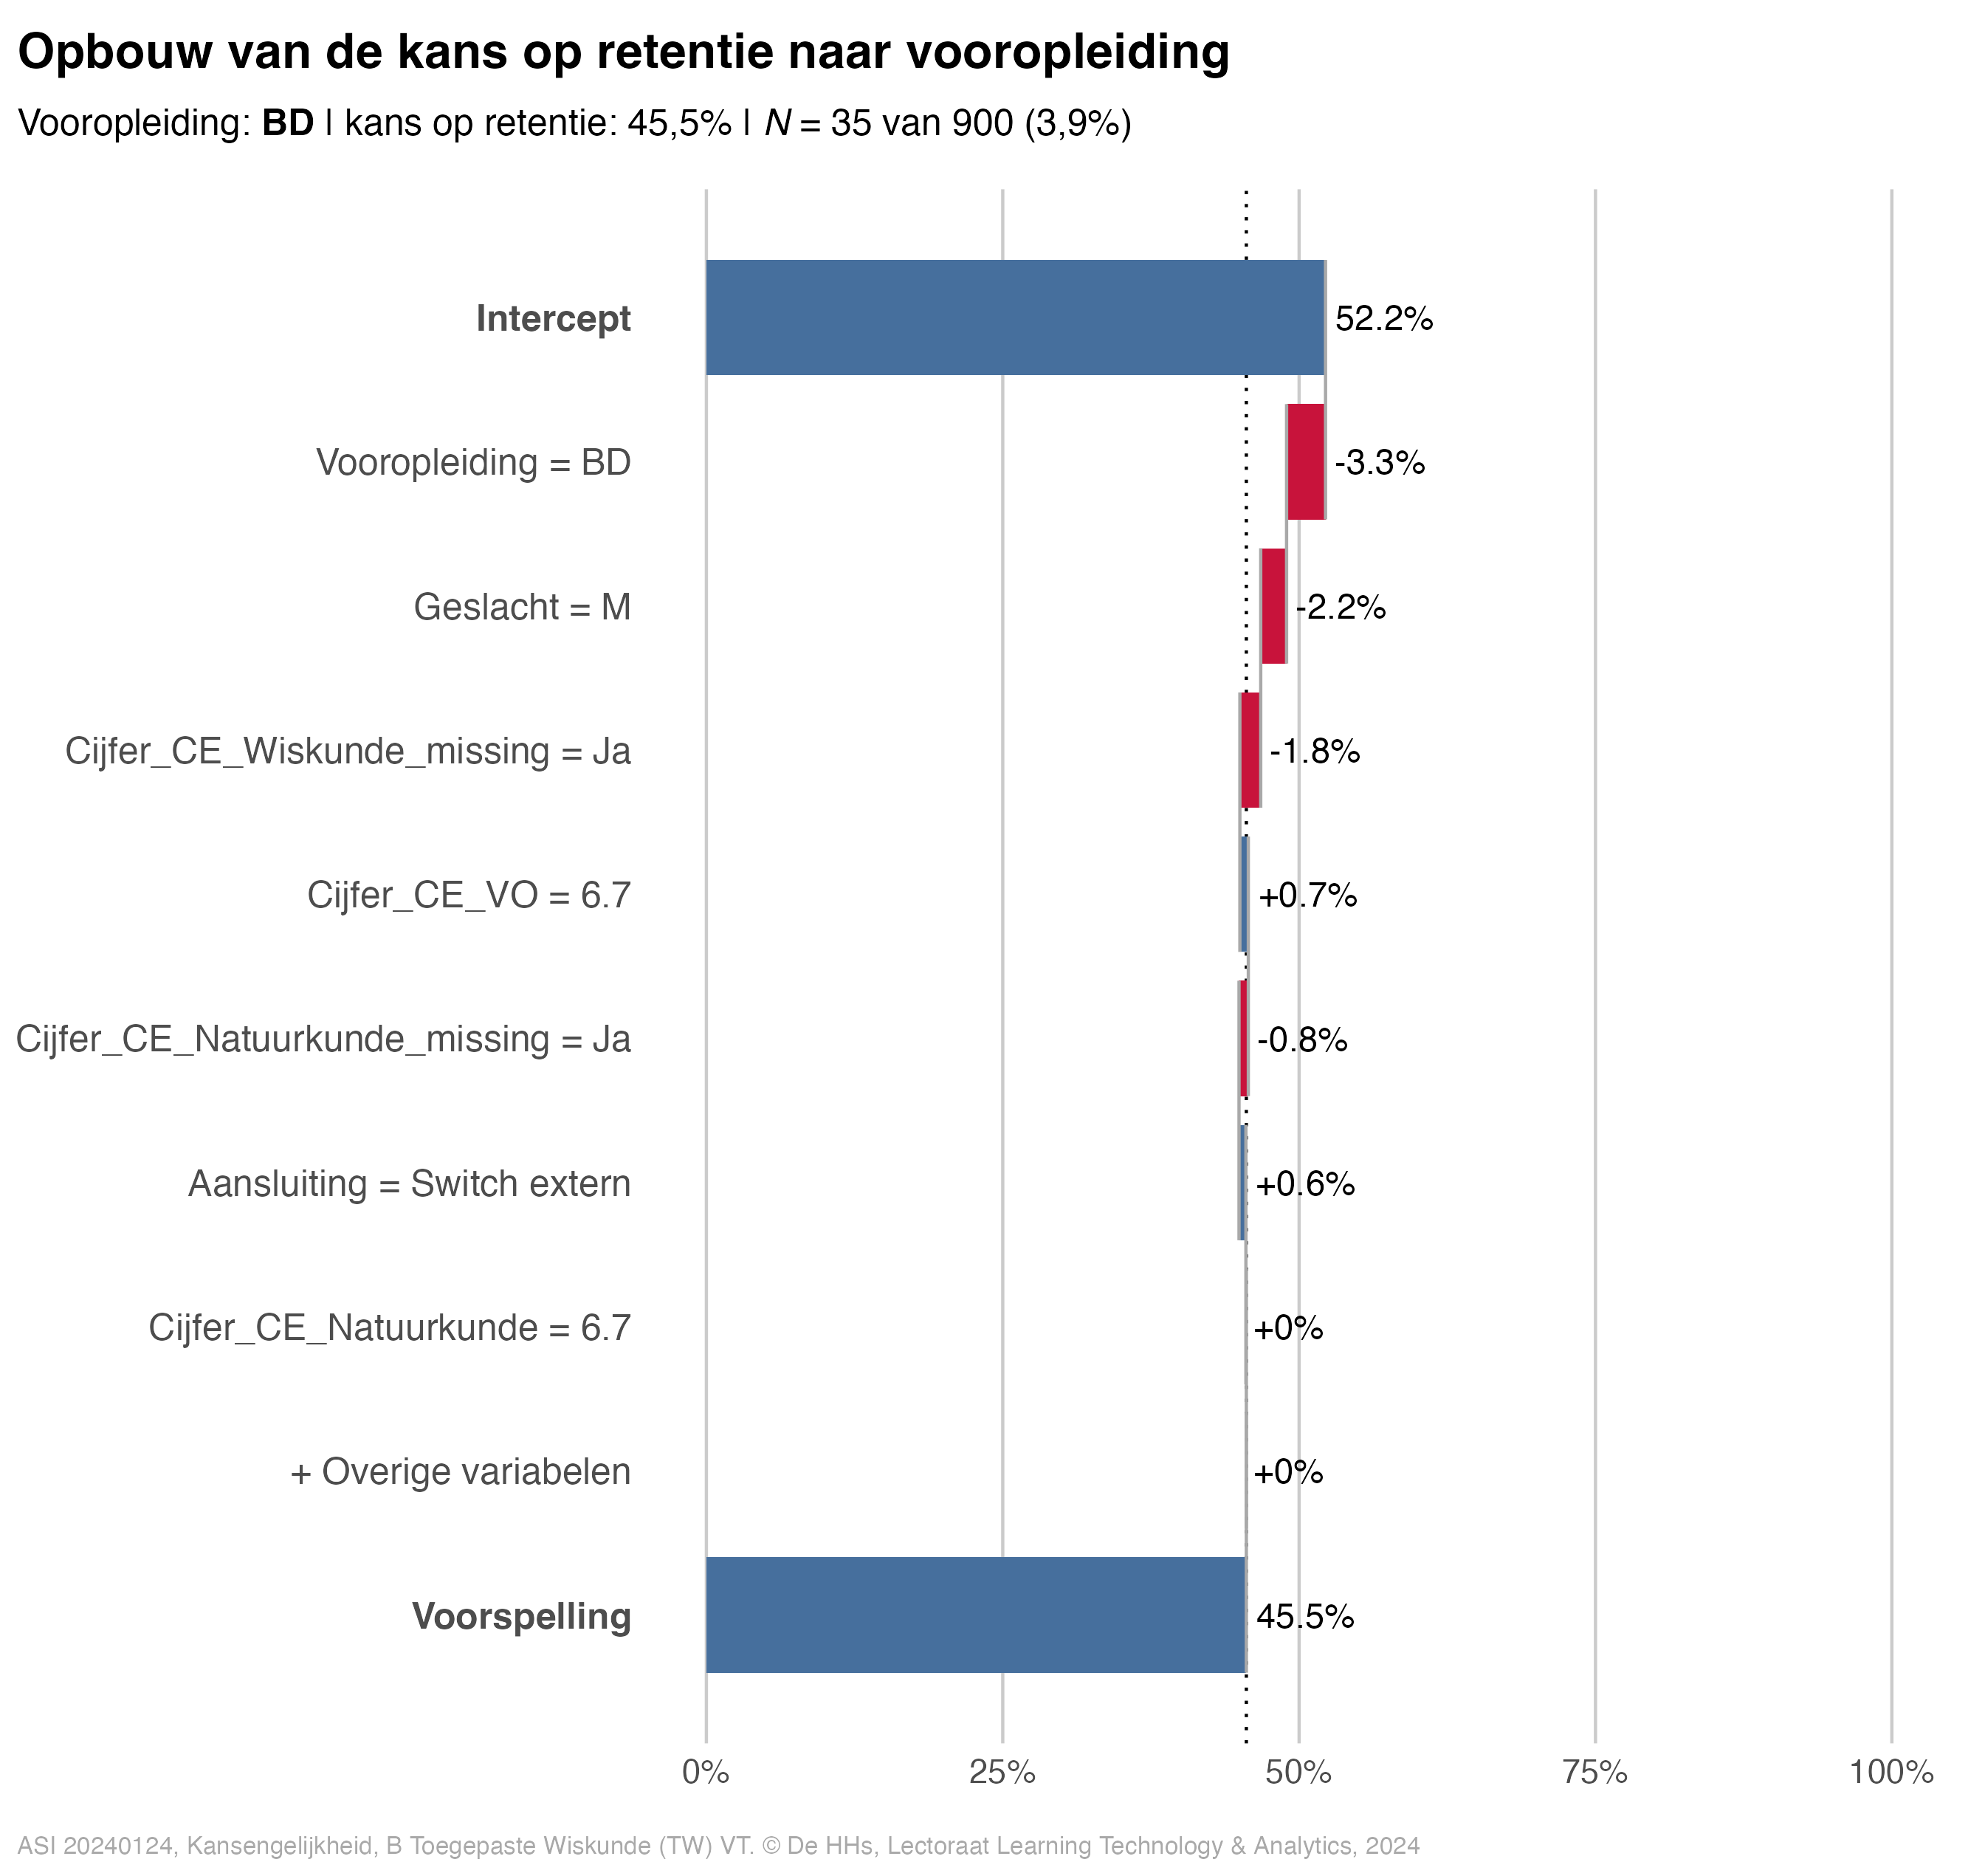 Opbouw van de kans op retentie naar vooropleiding
Vooropleiding: BD | kans op retentie: 45,5% | N = 35 van 900 (3,9%)
Intercept
52.2%
Vooropleiding = BD
-3.3%
Geslacht = M
-2.2%
Cijfer_CE_Wiskunde_missing = Ja
-1.8%
Cijfer_CE_VO = 6.7
+0.7%
Cijfer_CE_Natuurkunde_missing = Ja
-0.8%
Aansluiting = Switch extern
+0.6%
Cijfer_CE_Natuurkunde = 6.7
+0%
+ Overige variabelen
+0%
Voorspelling
45.5%
0% 25% 50% 75% 100%
ASI 20240124, Kansengelijkheid, B Toegepaste Wiskunde (TW) VT. © De HHs, Lectoraat Learning Technology & Analytics, 2024